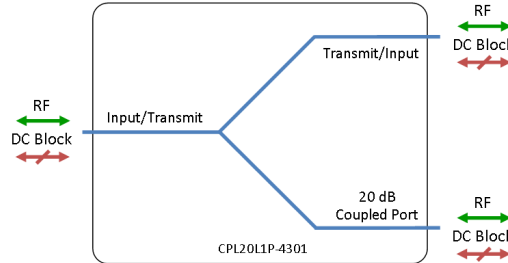 RF
DC Block
Transmit/Input
RF
DC Block
Input/Transmit
20 dB
Coupled Port
RF
DC Block
CPL20L1P-4301